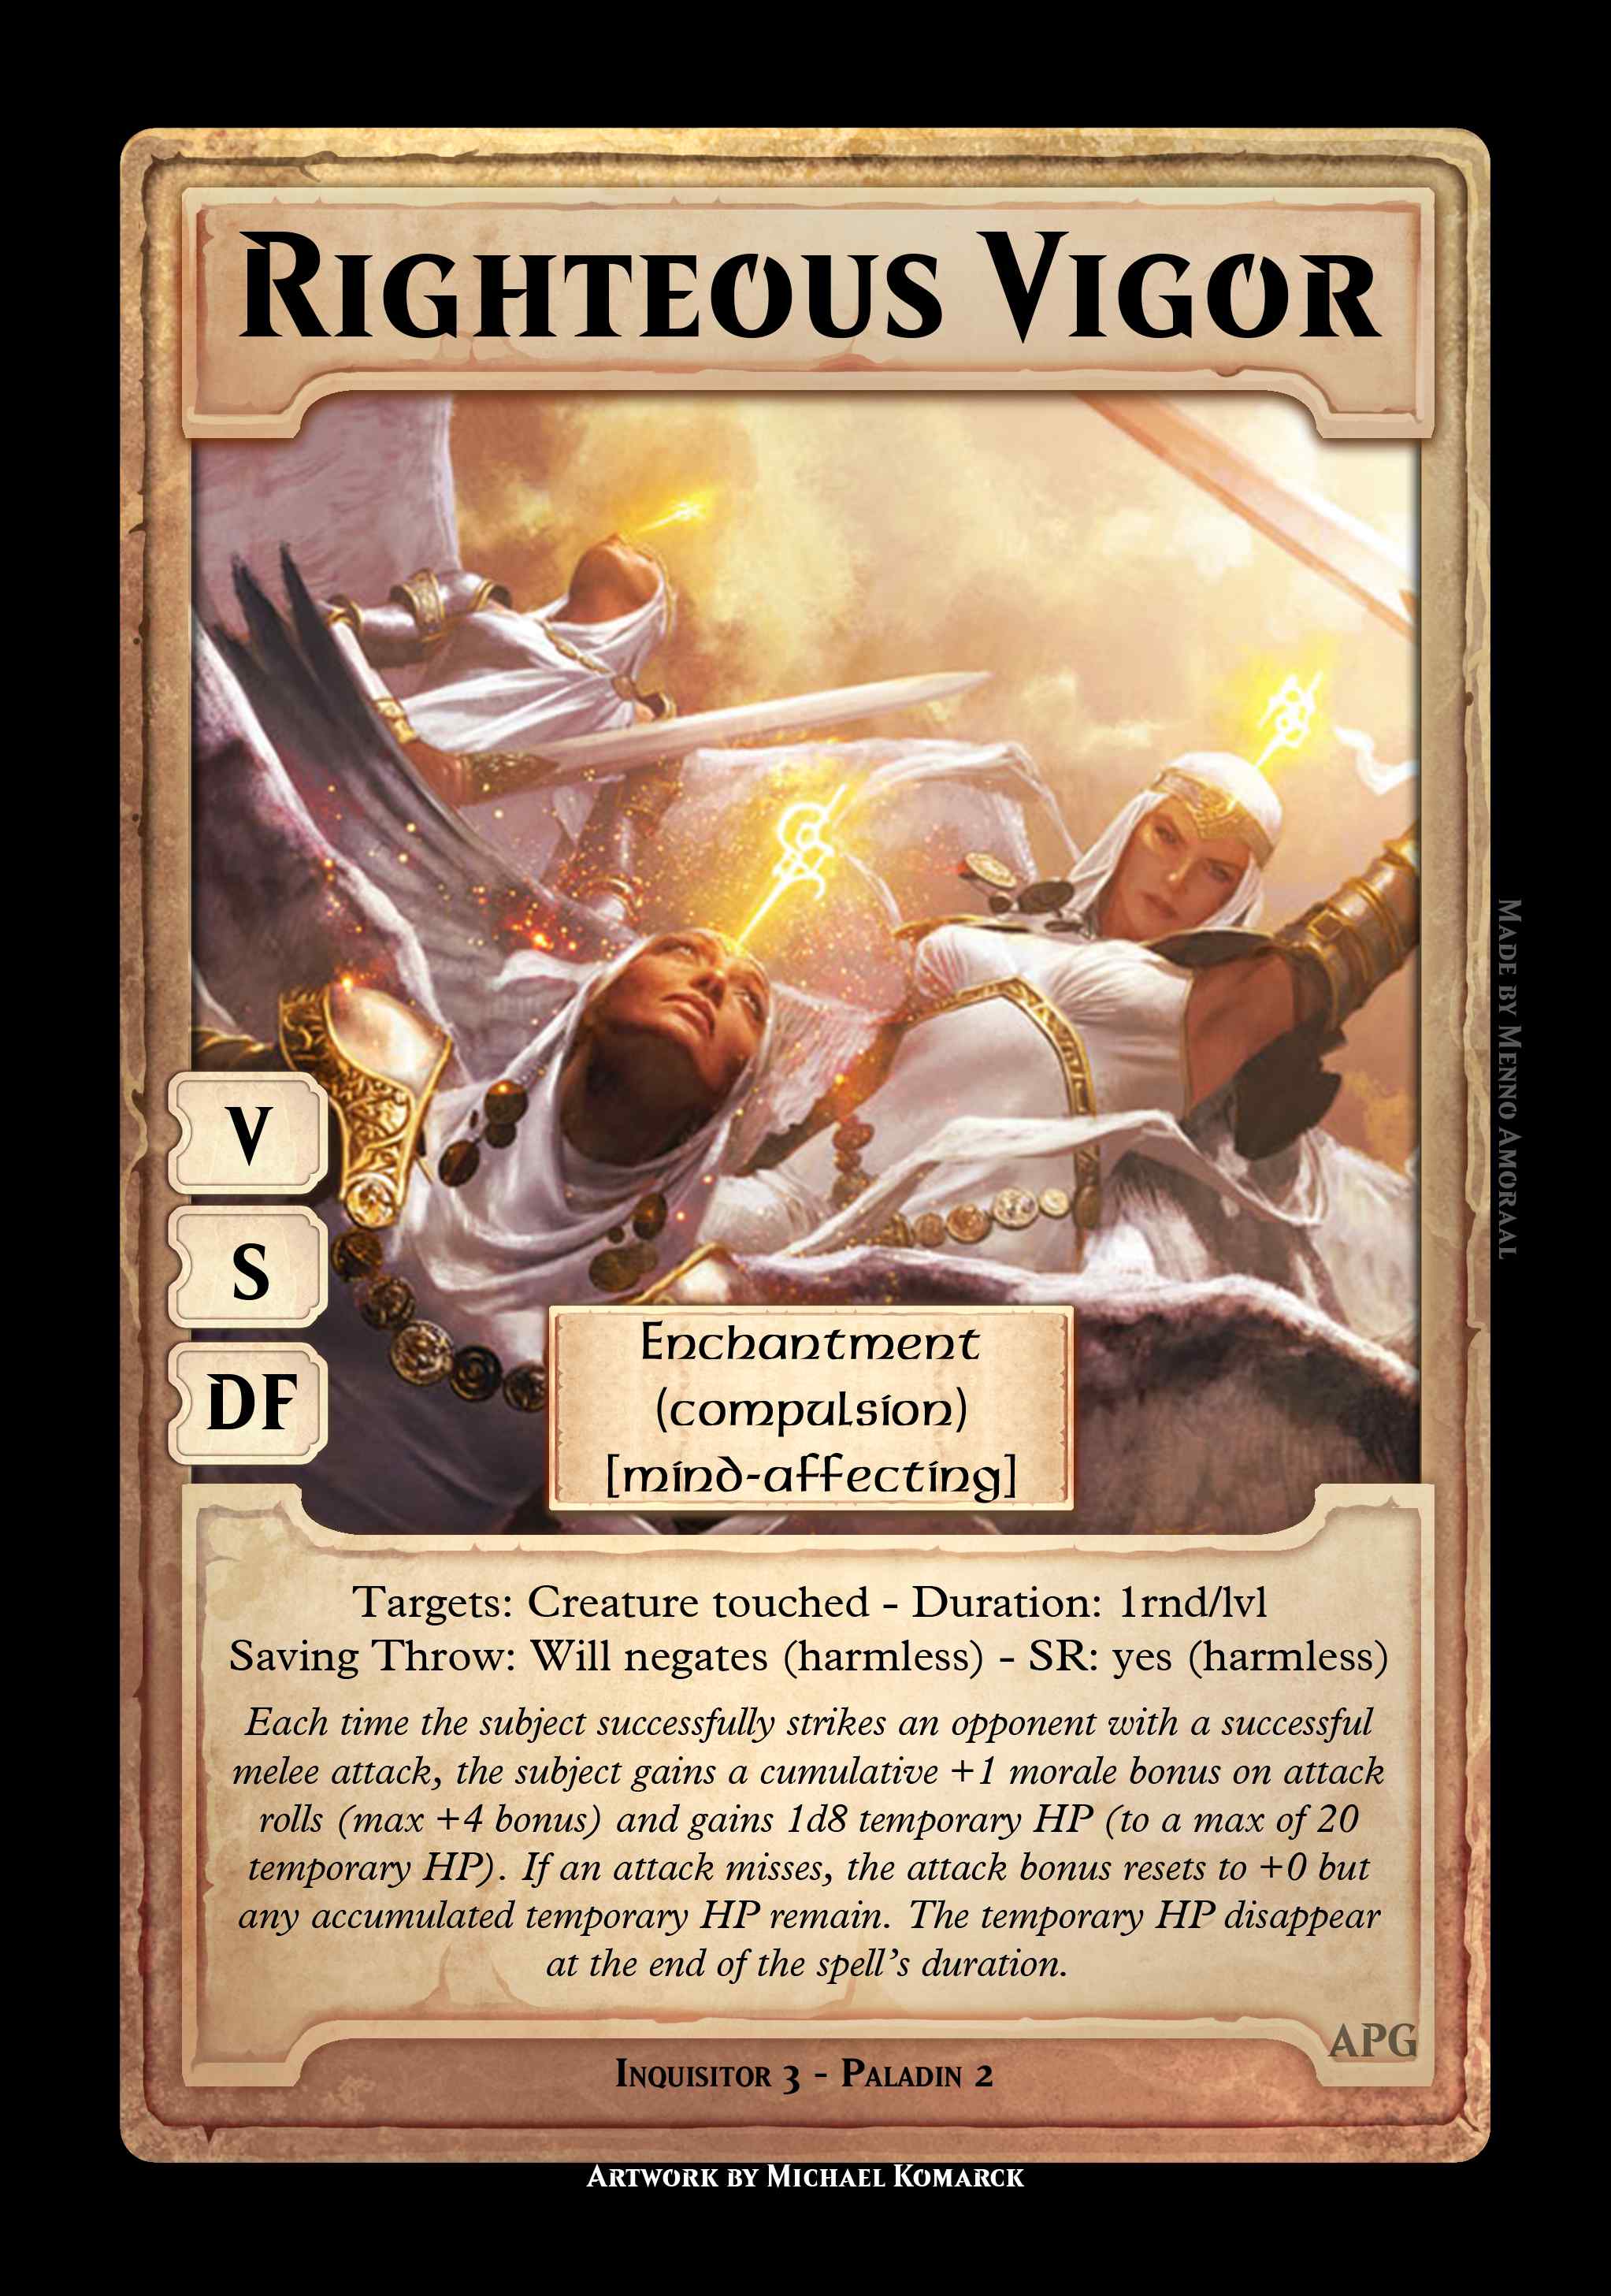 Righteous Vigor
V
S
DF
Enchantment
(compulsion)
[mind-affecting]
Targets: Creature touched - Duration: 1rnd/lvl
Saving Throw: Will negates (harmless) - SR: yes (harmless)
Each time the subject successfully strikes an opponent with a successful
melee attack, the subject gains a cumulative +1 morale bonus on attack
rolls (max +4 bonus) and gains 1d8 temporary HP (to a max of 20
temporary HP). If an attack misses, the attack bonus resets to +0 but
any accumulated temporary HP remain. The temporary HP disappear
at the end of the spell's duration.
APG
Inquisitor 3 - Paladin 2
Artwork by Michael Komarck
Made by Menno Amoraal